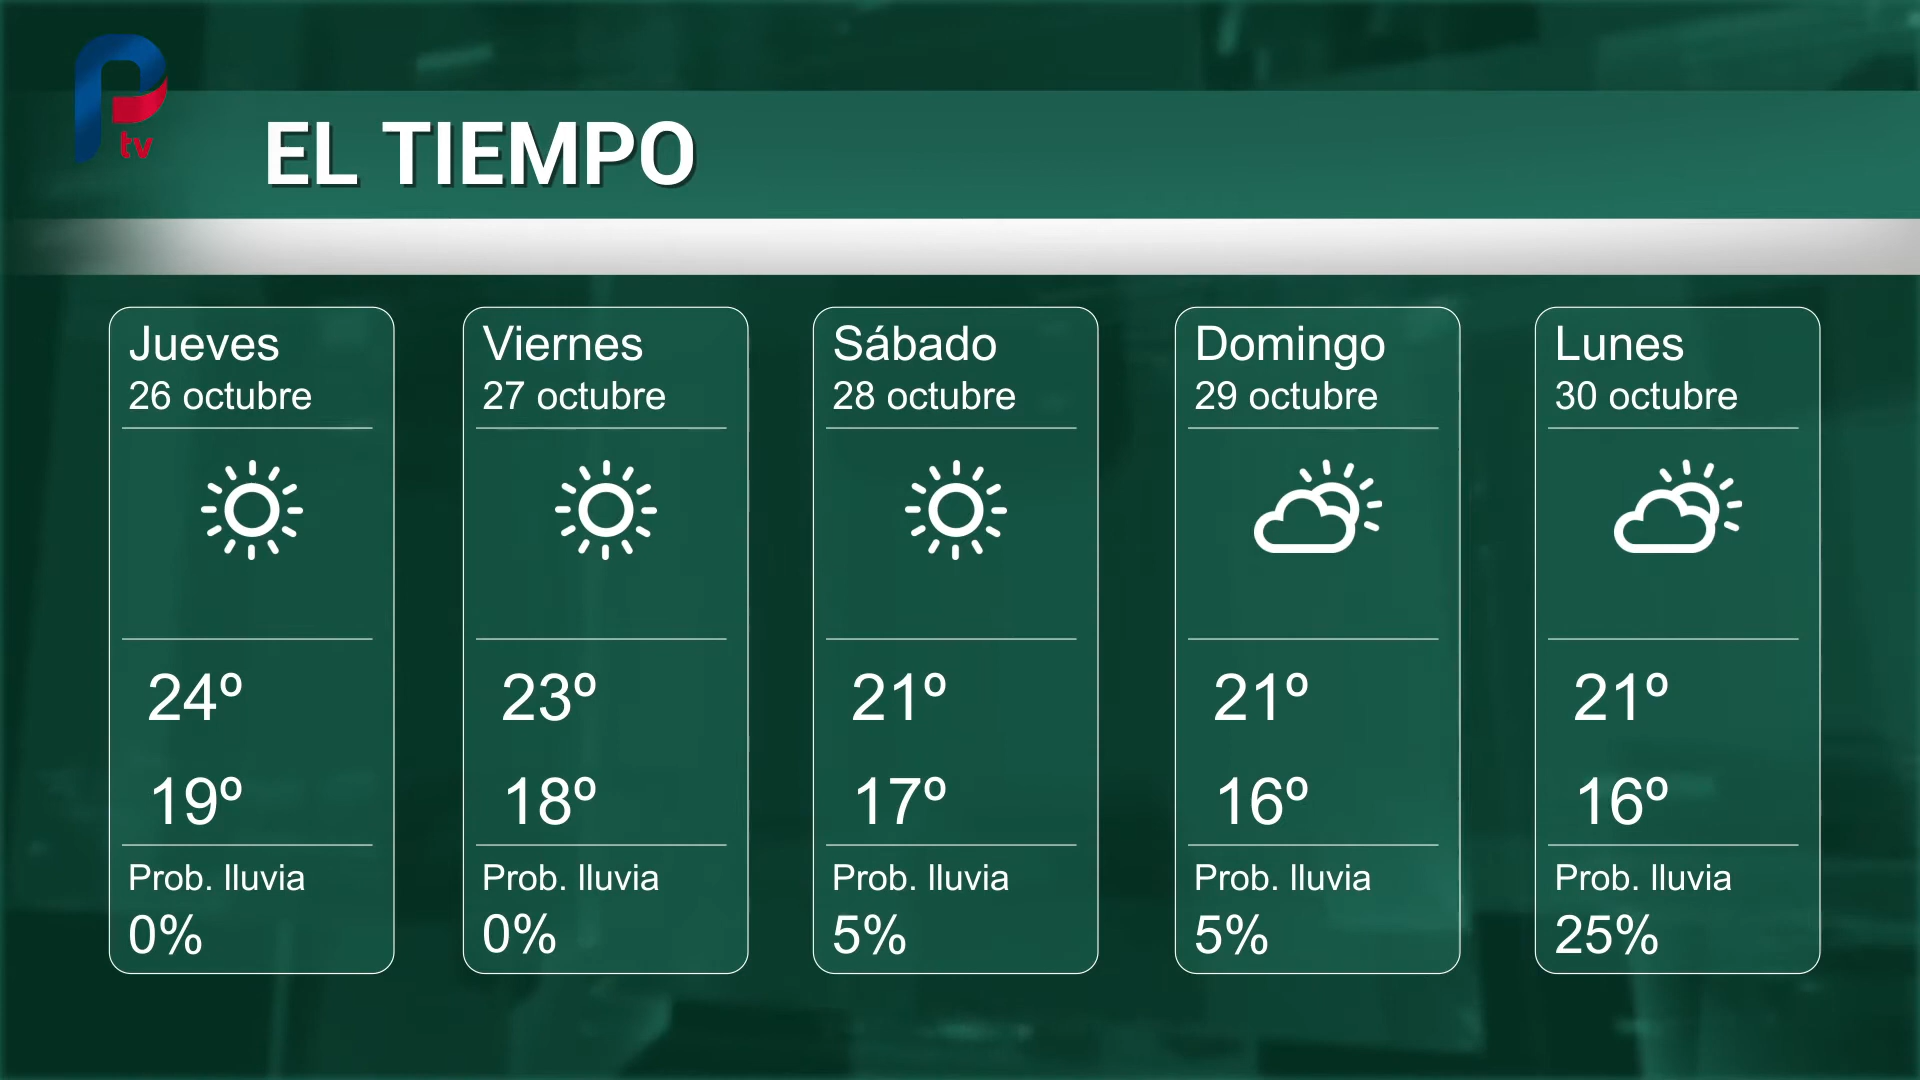 P
tv
EL TIEMPO
Jueves
26 octubre
24º
19º
Prob. lluvia
0%
Viernes
27 octubre
23º
18º
Prob. lluvia
0%
Sábado
28 octubre
21º
17º
Prob. lluvia
5%
Domingo
29 octubre
21º
16º
Prob. lluvia
5%
Lunes
30 octubre
21º
16º
Prob. lluvia
25%